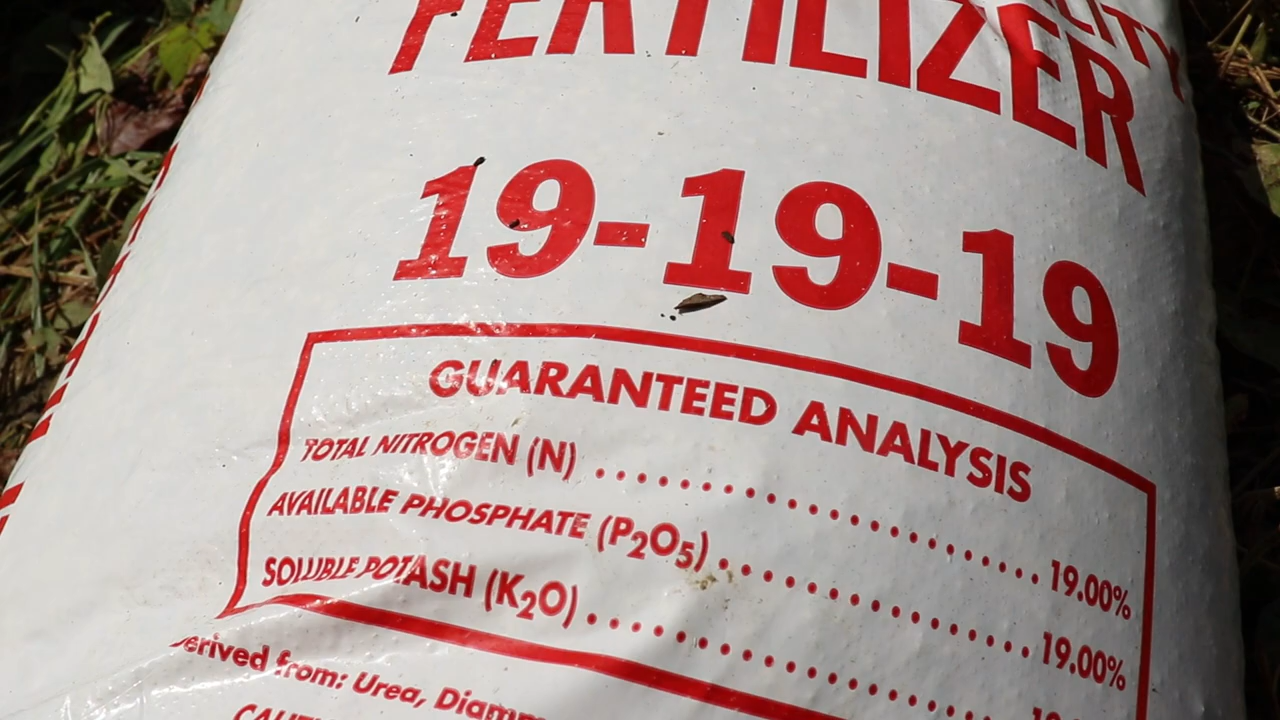 FERTILIZER
19-19-19
GUARANTEED ANALYSIS
TOTAL NITROGEN (N) .................................. 19.00%
AVAILABLE PHOSPHATE (P2O5) ........................ 19.00%
SOLUBLE POTASH (K2O) ..............................
from: Urea,